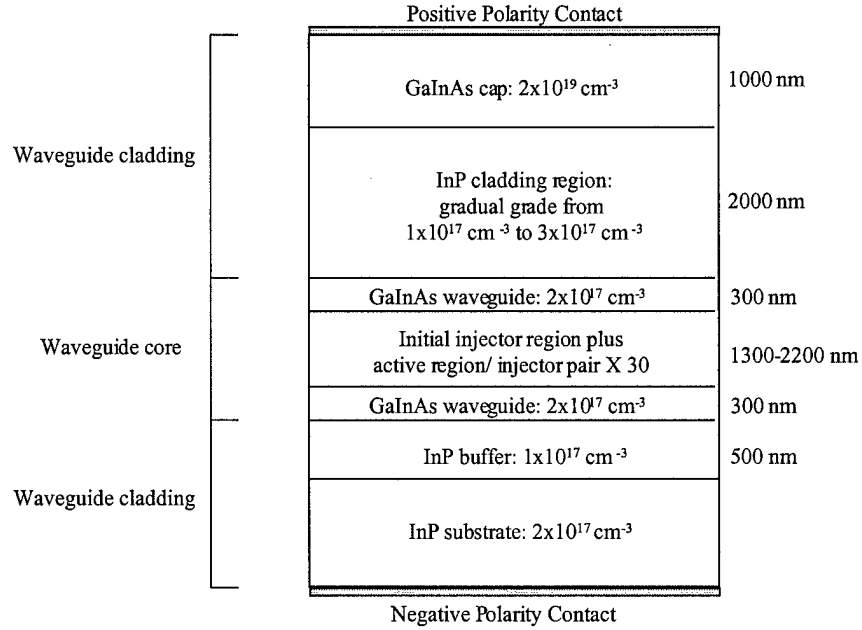 Positive Polarity Contact
GaInAs cap: 2x10¹⁹ cm⁻³
1000 nm
Waveguide cladding
InP cladding region:
gradual grade from
1x10¹⁷ cm⁻³ to 3x10¹⁷ cm⁻³
2000 nm
GaInAs waveguide: 2x10¹⁷ cm⁻³
300 nm
Waveguide core
Initial injector region plus
active region/ injector pair X 30
1300-2200 nm
GaInAs waveguide: 2x10¹⁷ cm⁻³
300 nm
InP buffer: 1x10¹⁷ cm⁻³
500 nm
Waveguide cladding
InP substrate: 2x10¹⁷ cm⁻³
Negative Polarity Contact